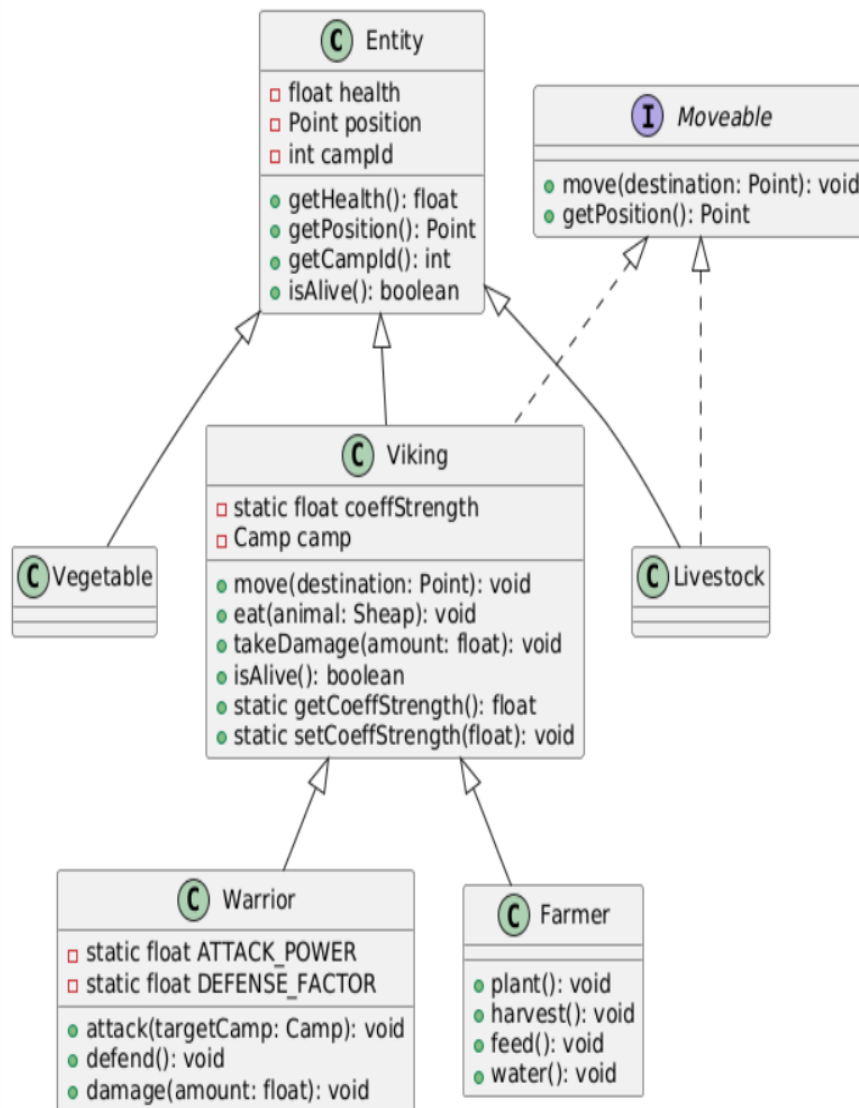 C Entity
float health
Point position
int campId
getHealth(): float
getPosition(): Point
getCampId(): int
isAlive(): boolean
I Moveable
move(destination: Point): void
getPosition(): Point
C Viking
static float coeffStrength
Camp camp
move(destination: Point): void
eat(animal: Sheap): void
takeDamage(amount: float): void
isAlive(): boolean
static getCoeffStrength(): float
static setCoeffStrength(float): void
C Vegetable
C Livestock
C Warrior
static float ATTACK_POWER
static float DEFENSE_FACTOR
attack(targetCamp: Camp): void
defend(): void
damage(amount: float): void
C Farmer
plant(): void
harvest(): void
feed(): void
water(): void